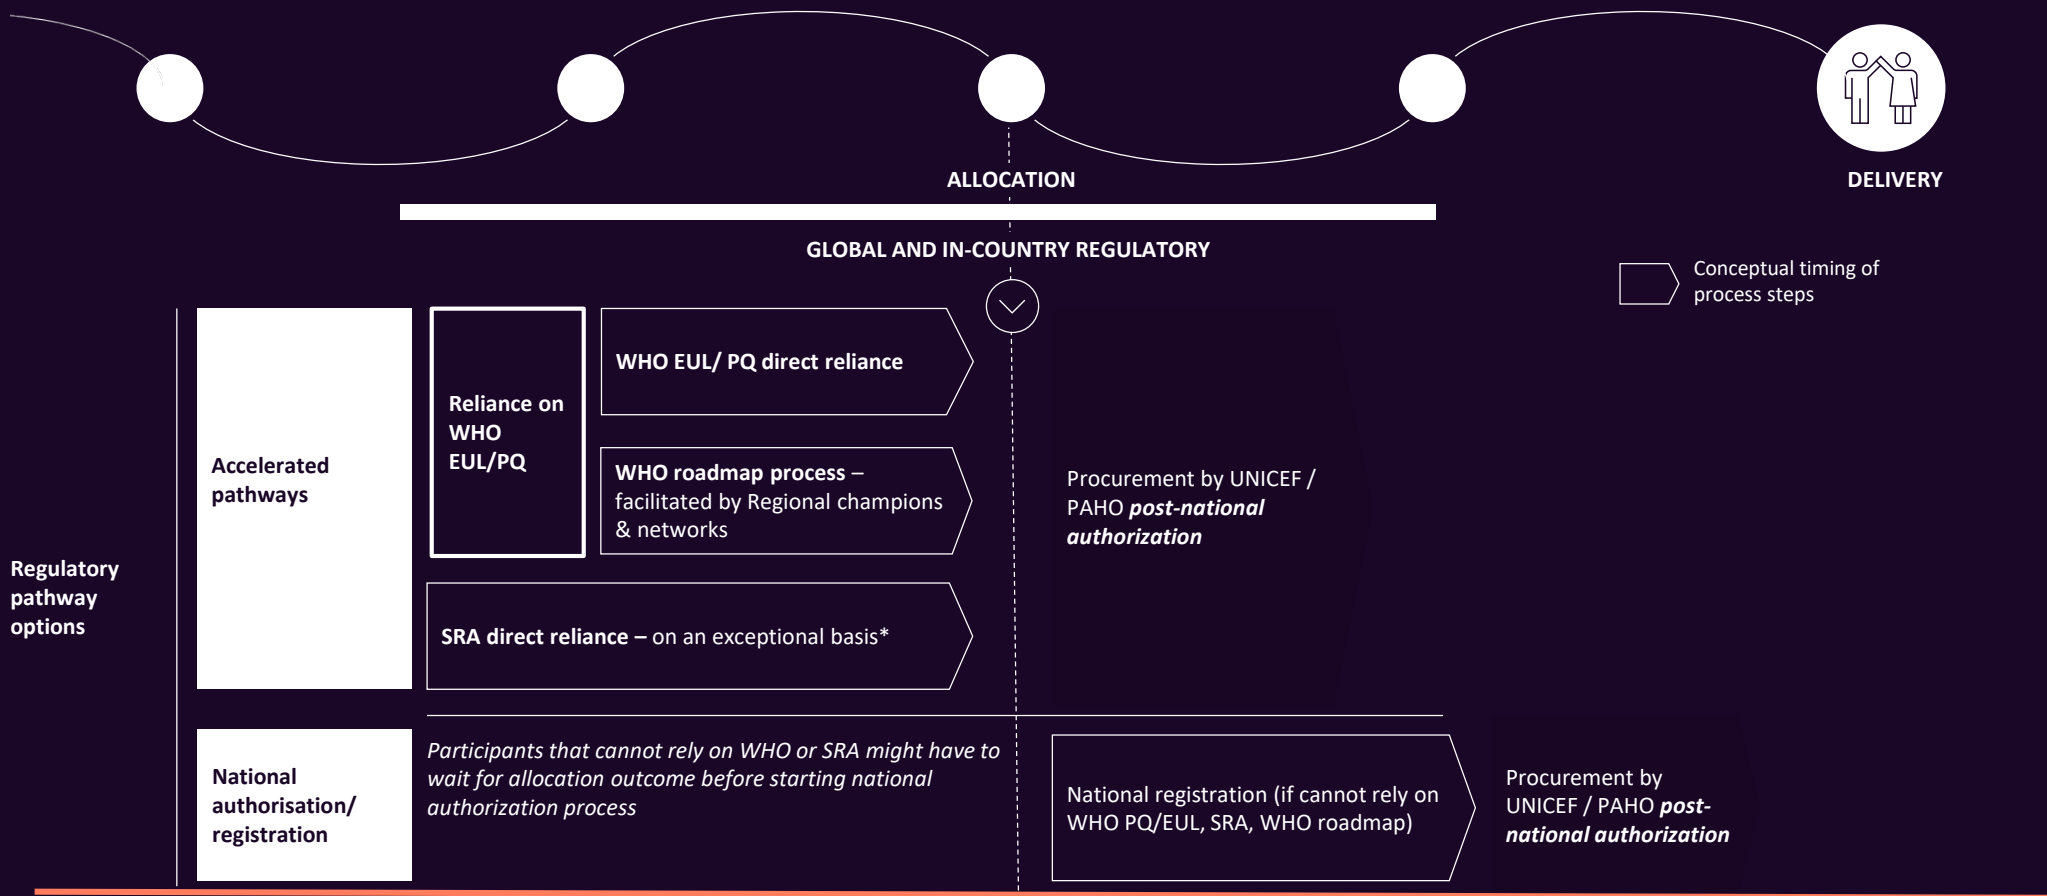 ALLOCATION
DELIVERY
GLOBAL AND IN-COUNTRY REGULATORY
Conceptual timing of
process steps
Regulatory
pathway
options
Accelerated
pathways
Reliance on
WHO
EUL/PQ
WHO EUL/ PQ direct reliance
WHO roadmap process –
facilitated by Regional champions
& networks
SRA direct reliance – on an exceptional basis*
Procurement by UNICEF /
PAHO post-national
authorization
National
authorisation/
registration
Participants that cannot rely on WHO or SRA might have to
wait for allocation outcome before starting national
authorization process
National registration (if cannot rely on
WHO PQ/EUL, SRA, WHO roadmap)
Procurement by
UNICEF / PAHO post-
national authorization